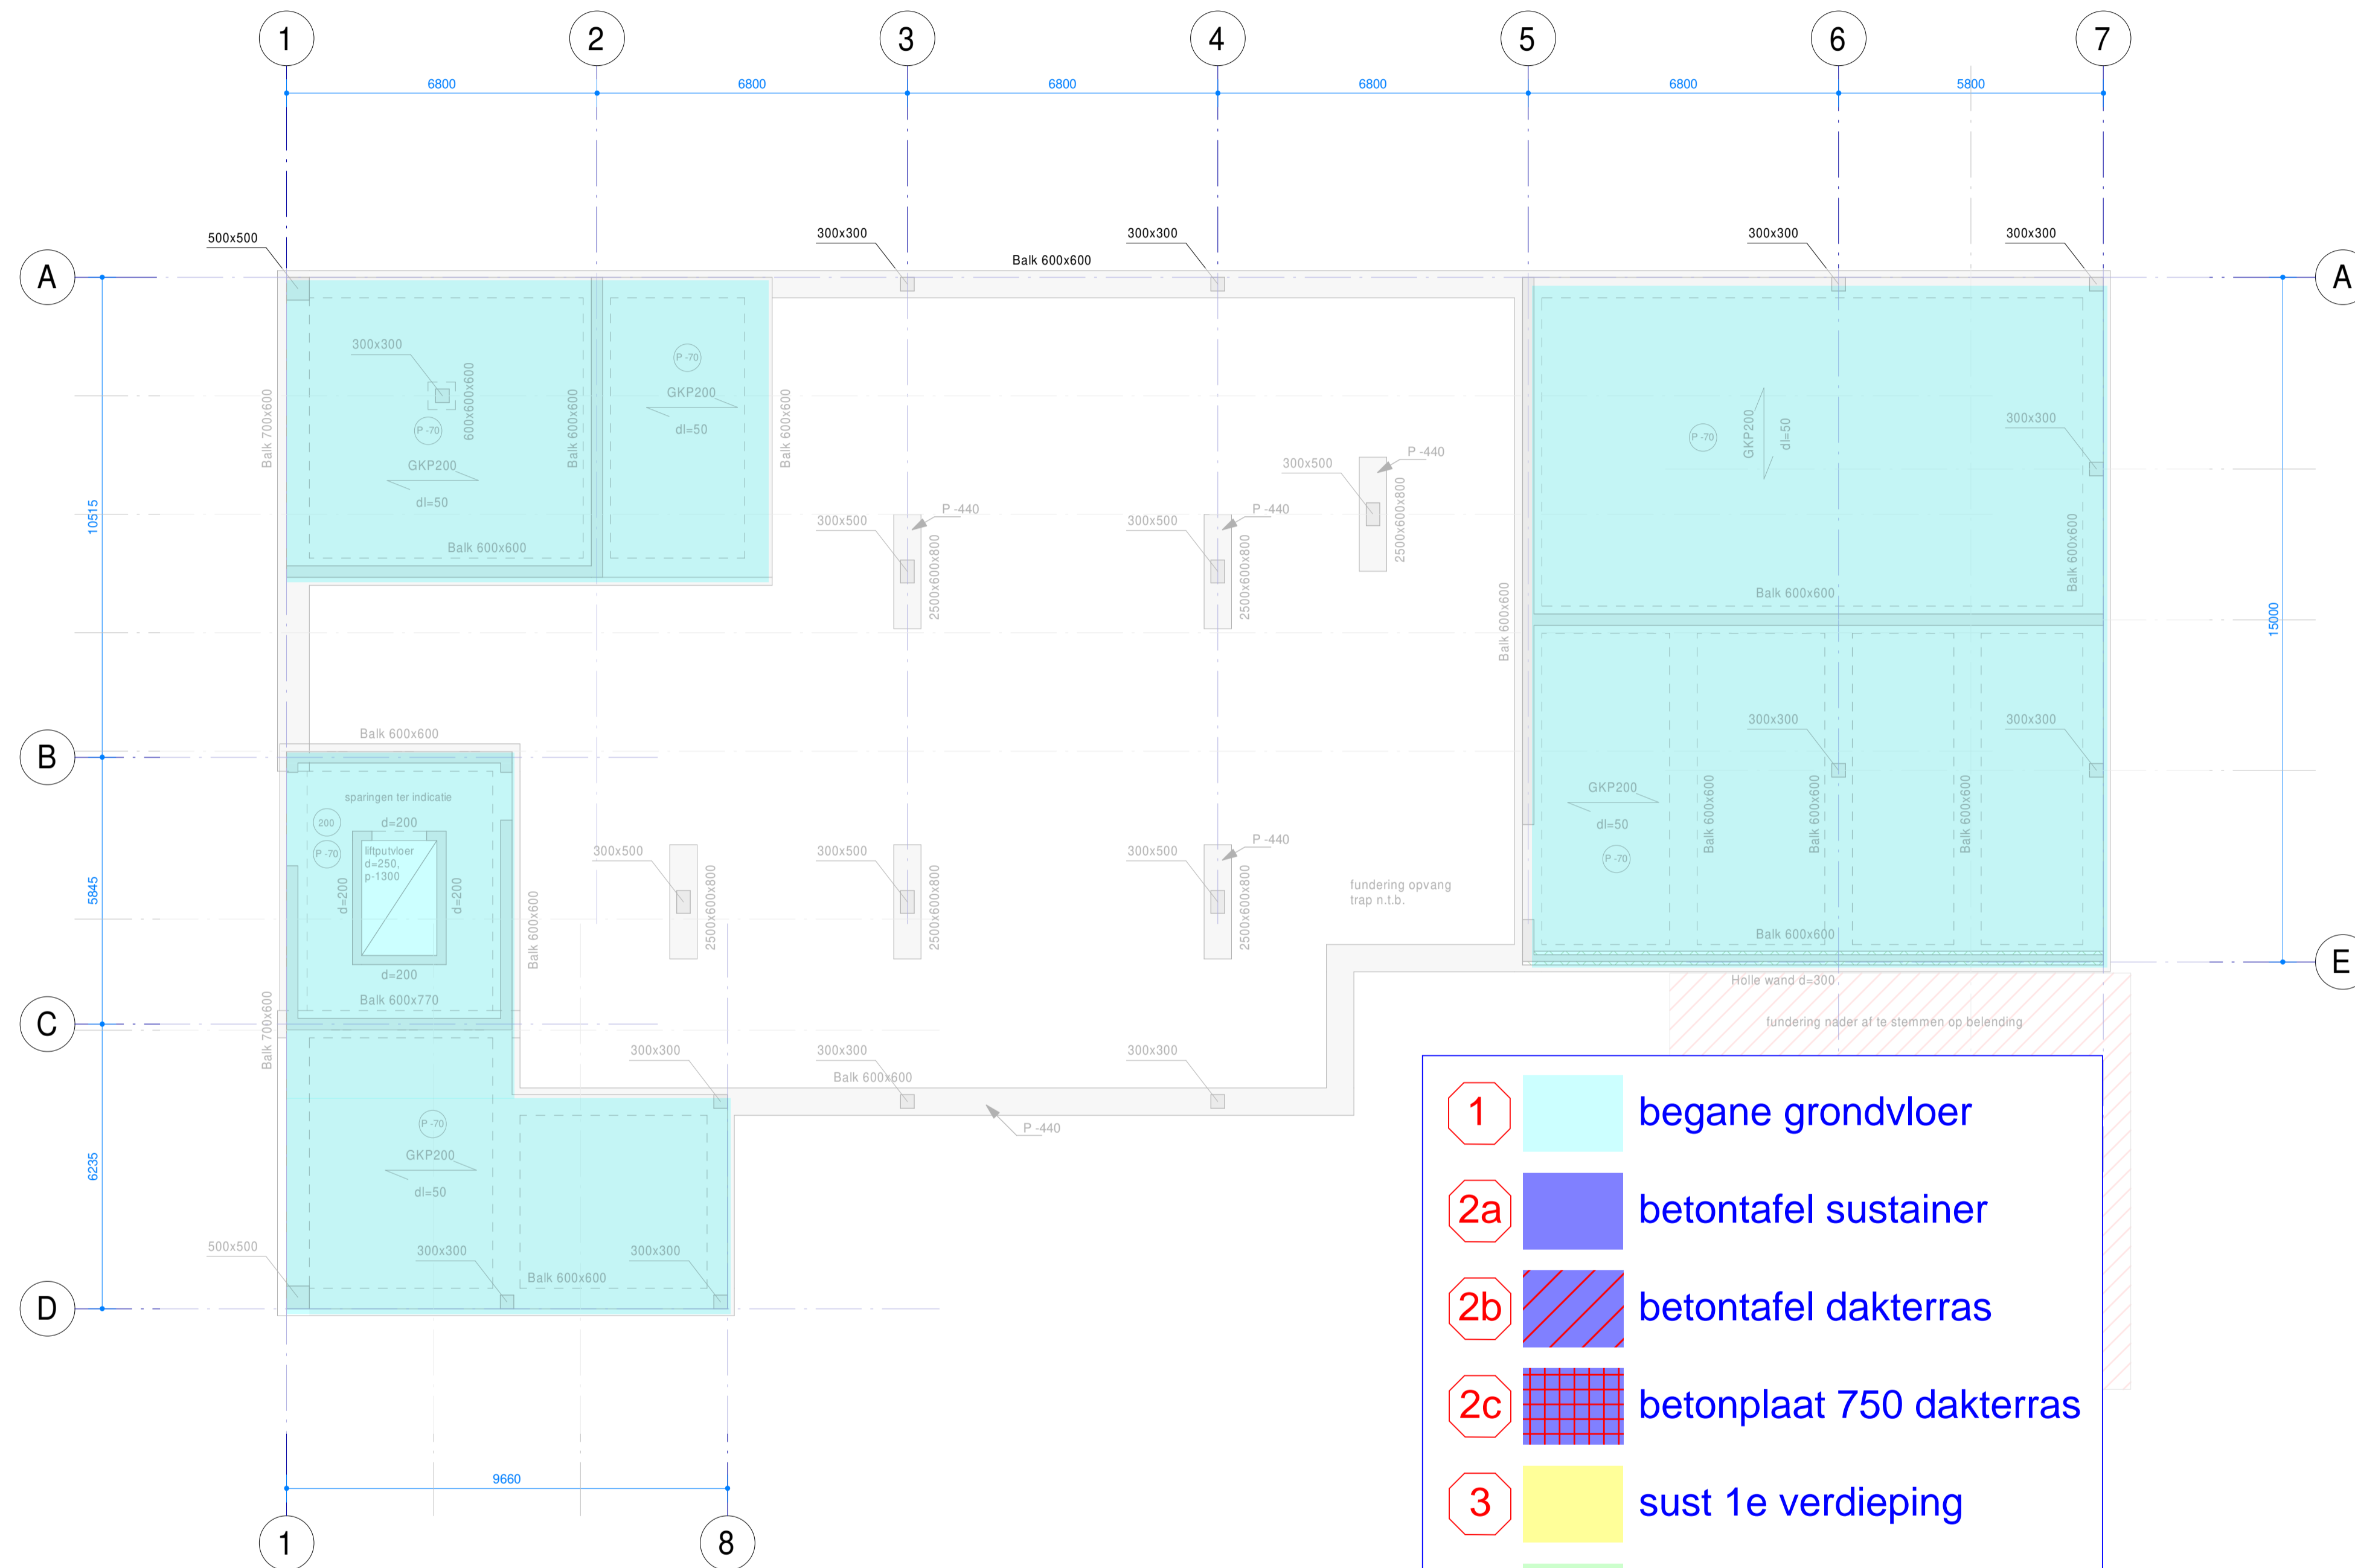 1 2 3 4 5 6 7
6800 6800 6800 6800 6800 5800
500x500
300x300
300x300
300x300
300x300
Balk 600x600
A
A
300x300
600x600x600
P -70
GKP200
dl=50
Balk 700x600
Balk 600x600
Balk 600x600
P -70
GKP200
dl=50
Balk 600x600
10515
300x500
P -440
2500x600x800
300x500
P -440
2500x600x800
300x500
P -440
2500x600x800
Balk 600x600
P -70
GKP200
dl=50
300x300
Balk 600x600
Balk 600x600
15000
B
Balk 600x600
sparingen ter indicatie
200
d=200
P -70
liftputvloer
d=250,
p-1300
d=200
d=200
d=200
Balk 600x770
Balk 600x600
5845
300x500
2500x600x800
300x500
2500x600x800
300x500
P -440
2500x600x800
fundering opvang
trap n.t.b.
300x300
300x300
GKP200
dl=50
P -70
Balk 600x600
Balk 600x600
Balk 600x600
Balk 600x600
E
Holle wand d=300
fundering nader af te stemmen op belending
C
Balk 700x600
300x300
300x300
300x300
Balk 600x600
P -440
P -70
GKP200
dl=50
6235
500x500
300x300
300x300
Balk 600x600
D
9660
1 8
1 begane grondvloer
2a betontafel sustainer
2b betontafel dakterras
2c betonplaat 750 dakterras
3 sust 1e verdieping